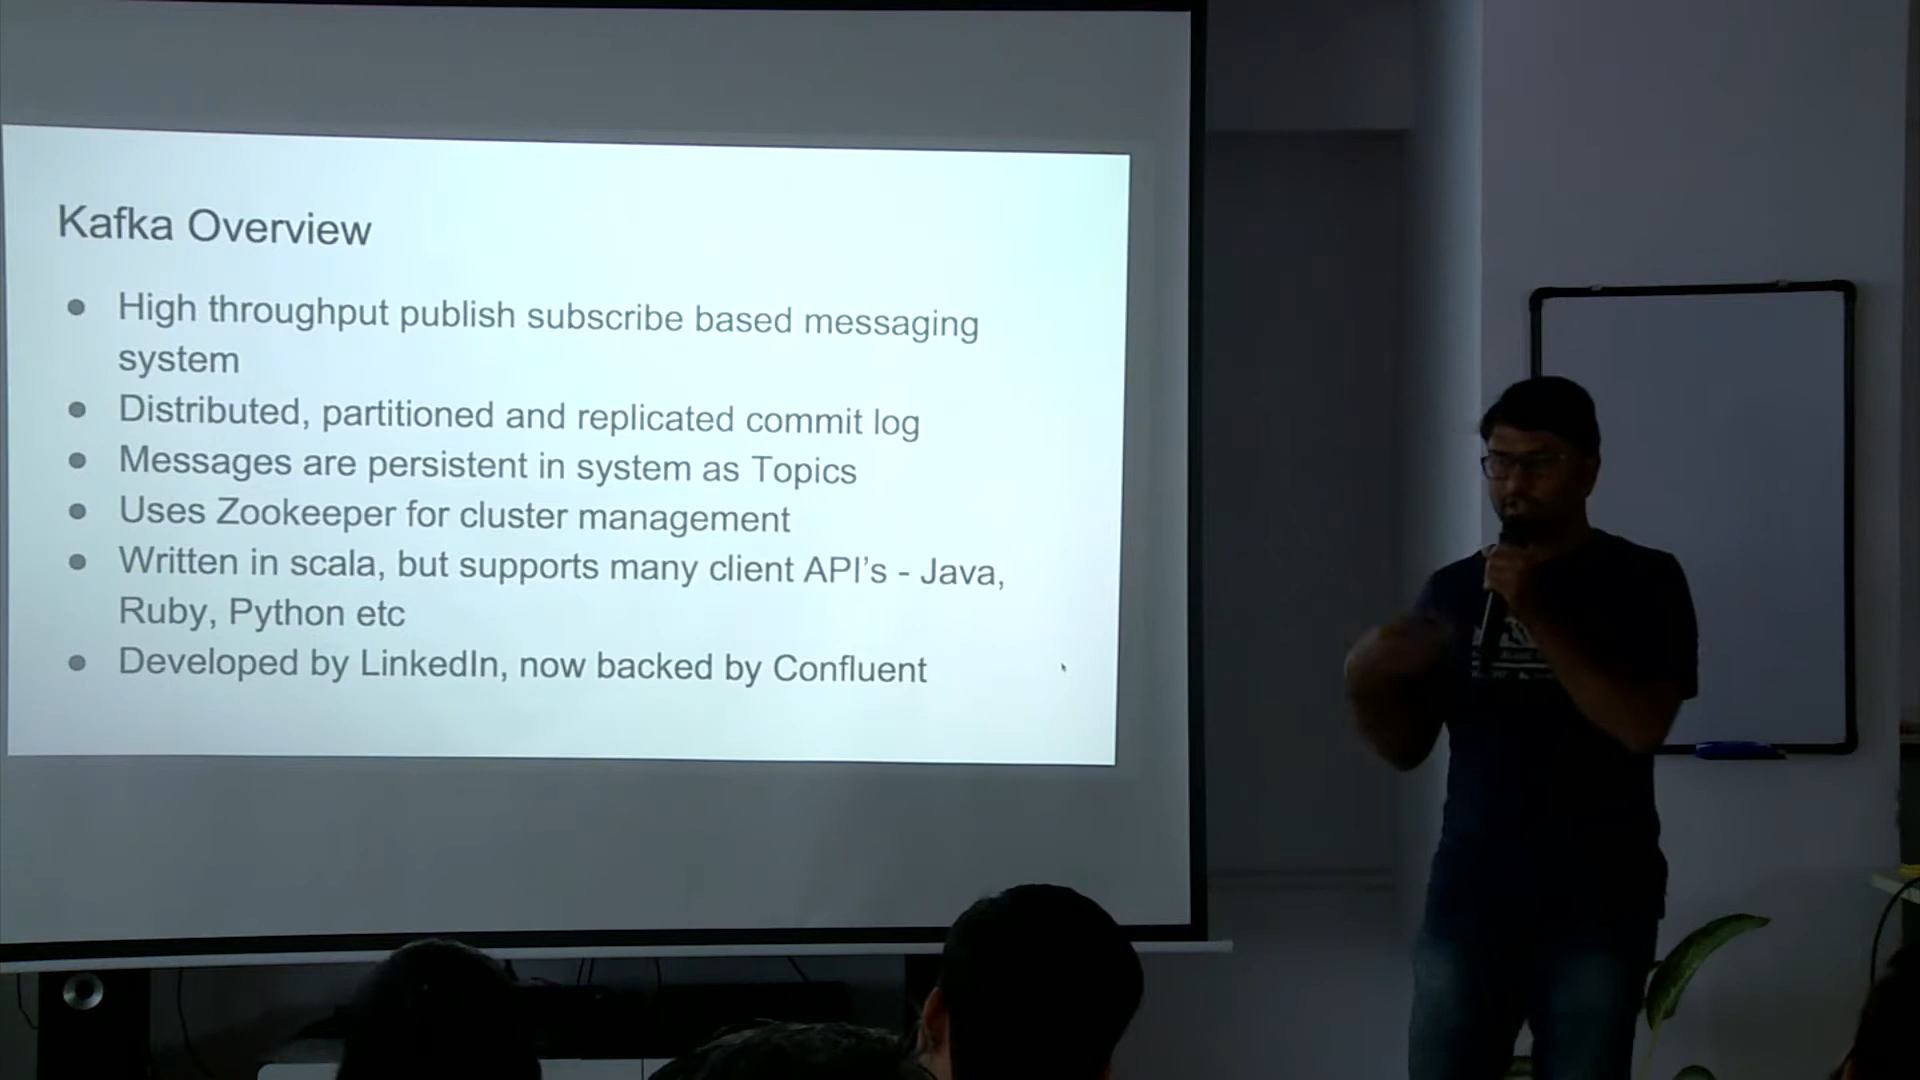 Kafka Overview
● High throughput publish subscribe based messaging
system
● Distributed, partitioned and replicated commit log
● Messages are persistent in system as Topics
● Uses Zookeeper for cluster management
● Written in scala, but supports many client API's - Java,
Ruby, Python etc
● Developed by LinkedIn, now backed by Confluent